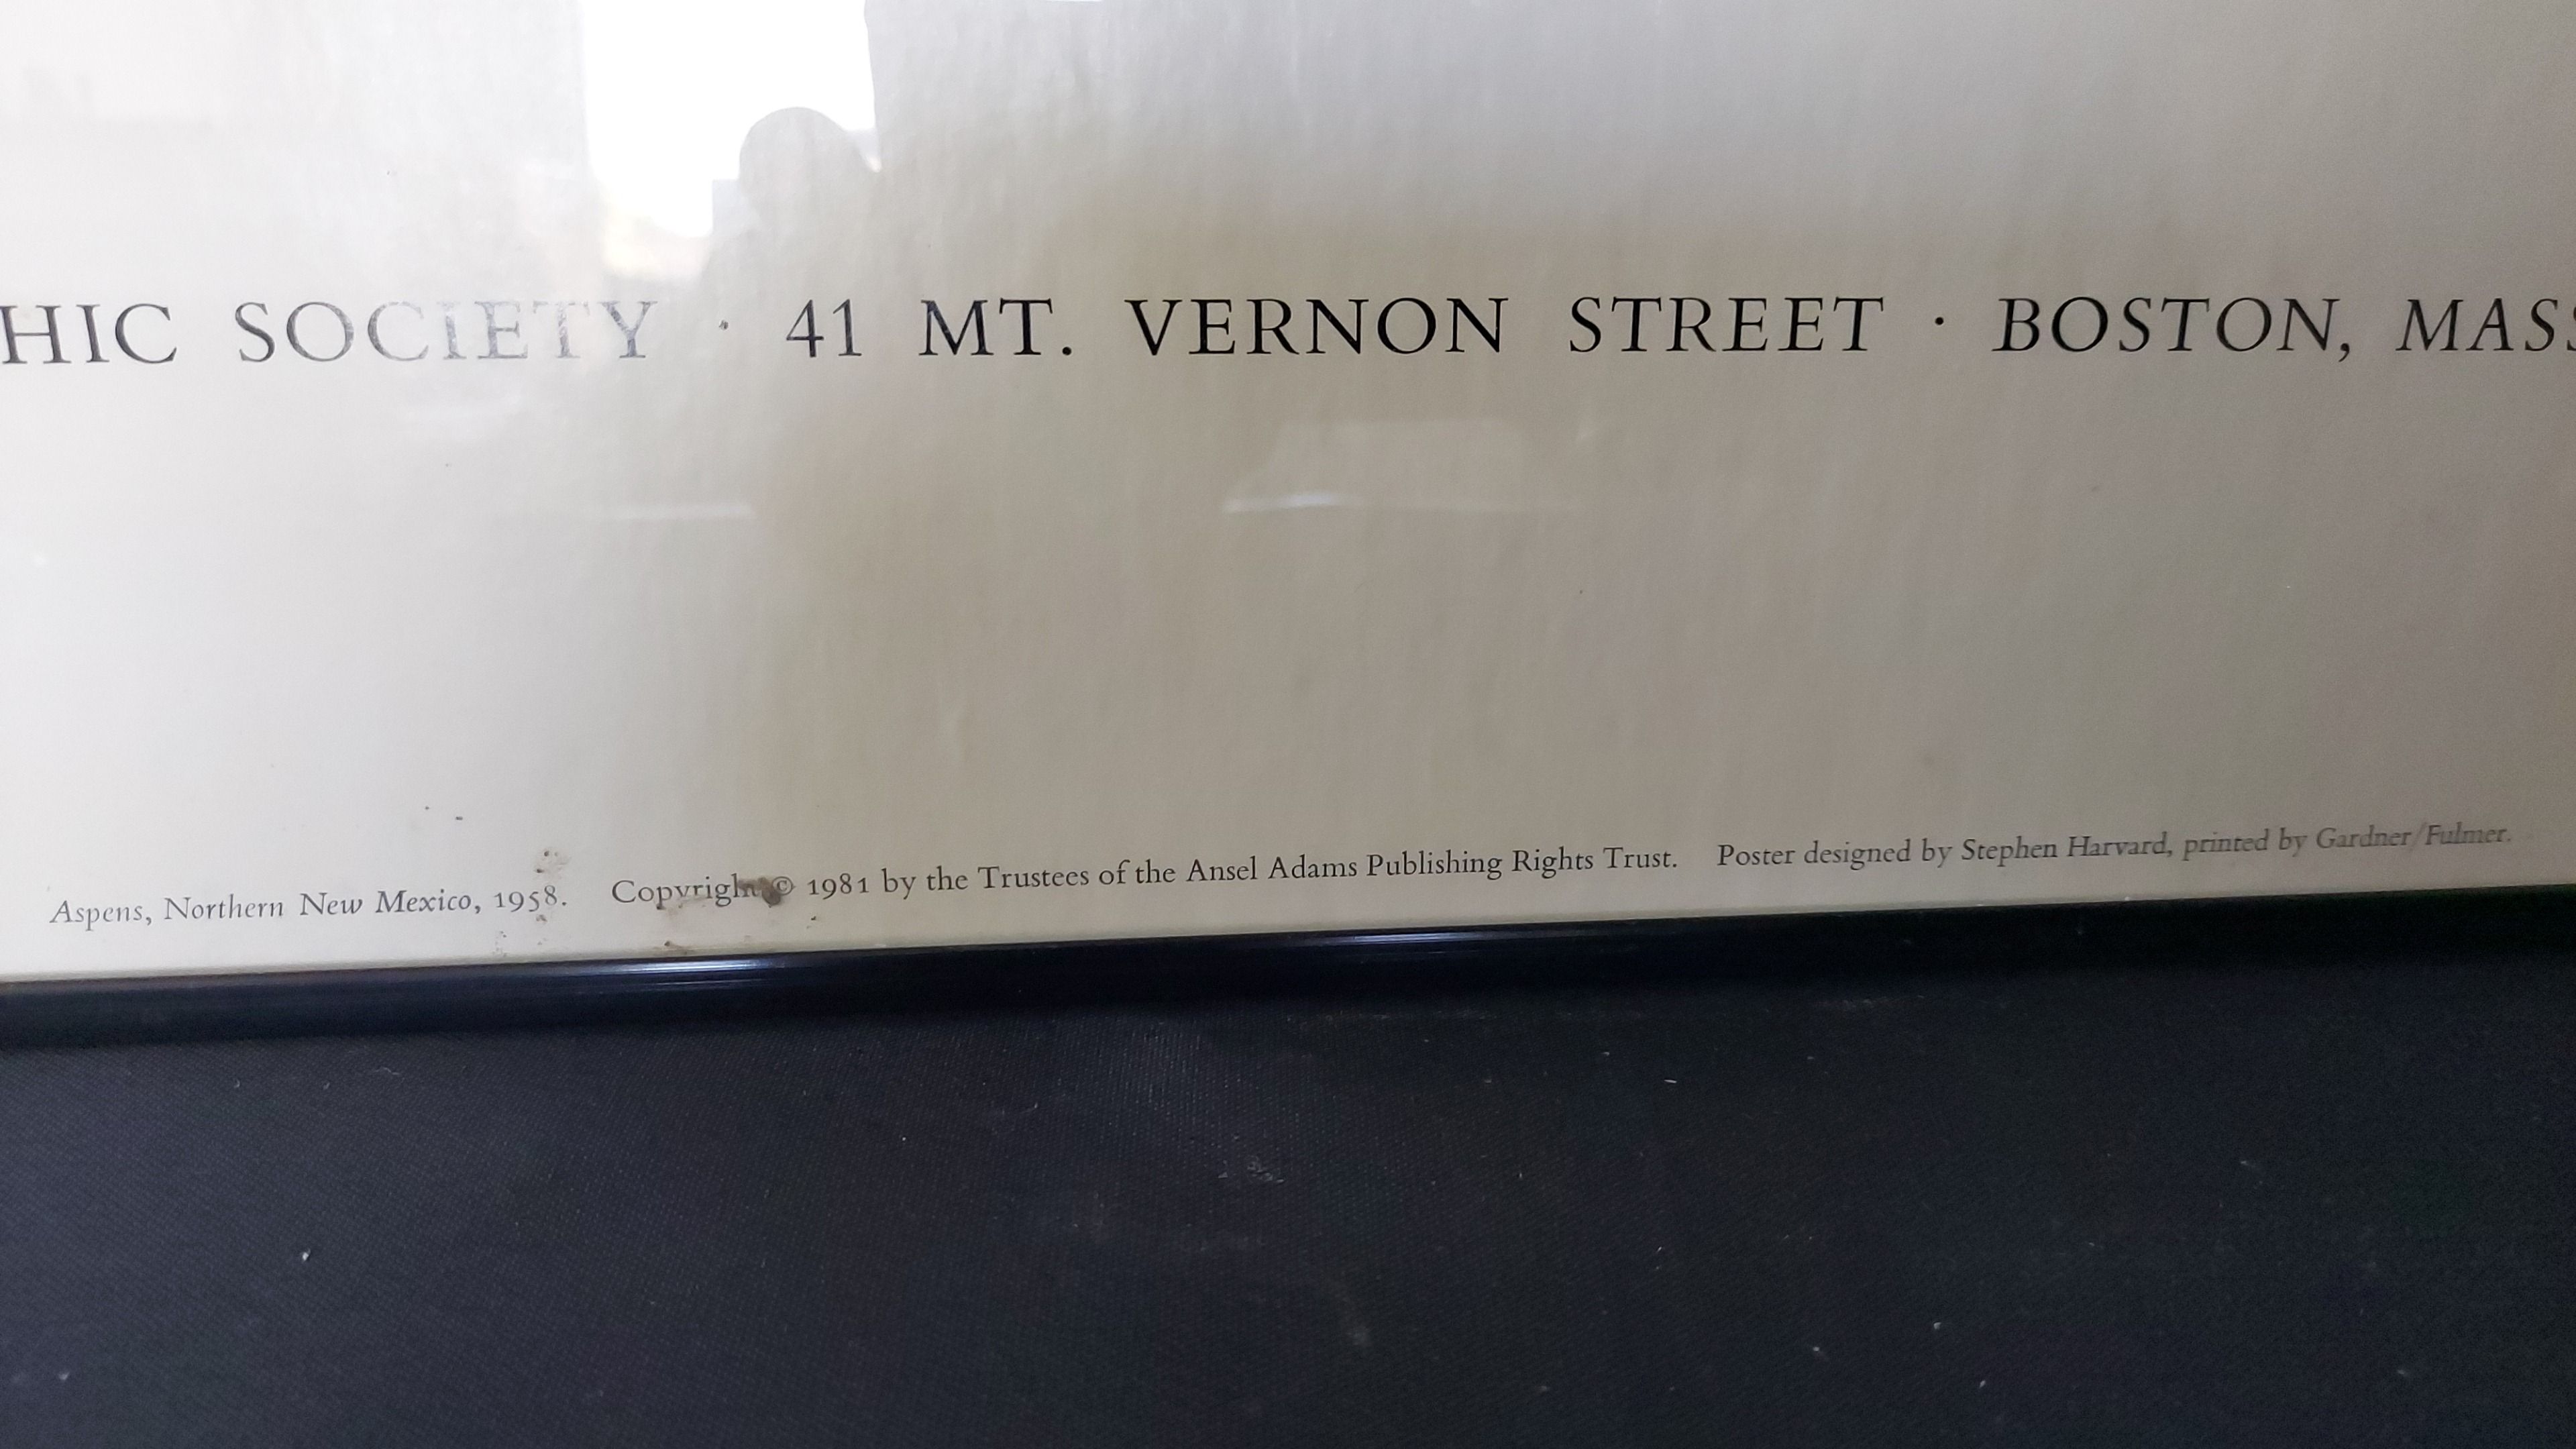 HIC SOCIETY · 41 MT. VERNON STREET · BOSTON, MASS
Aspens, Northern New Mexico, 1958. Copyright © 1981 by the Trustees of the Ansel Adams Publishing Rights Trust. Poster designed by Stephen Harvard, printed by Gardner/Fulmer.